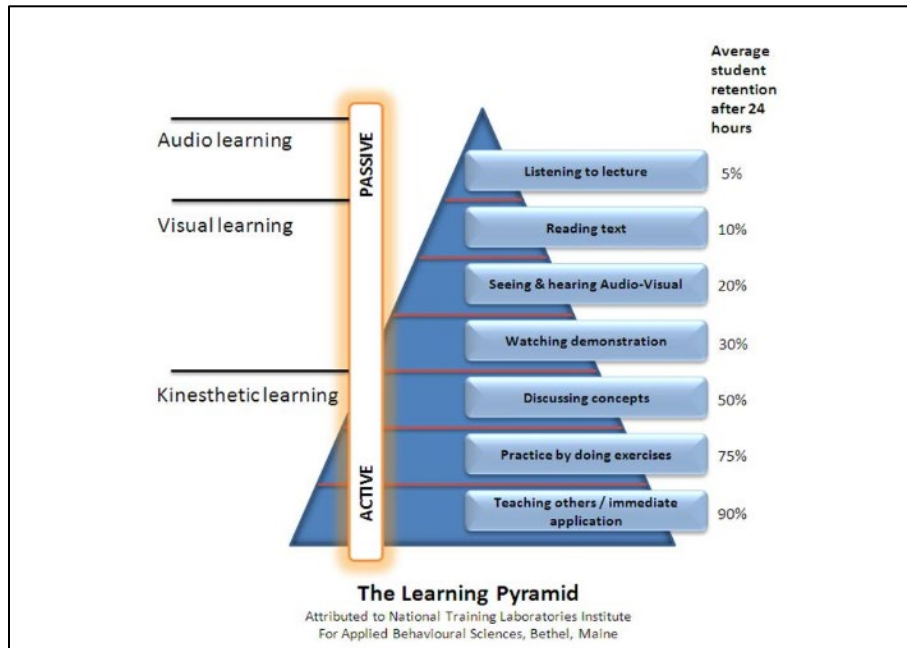 Average
student
retention
after 24
hours
Audio learning
Visual learning
Kinesthetic learning
PASSIVE
ACTIVE
Listening to lecture
5%
Reading text
10%
Seeing & hearing Audio-Visual
20%
Watching demonstration
30%
Discussing concepts
50%
Practice by doing exercises
75%
Teaching others / immediate
application
90%
The Learning Pyramid
Attributed to National Training Laboratories Institute
For Applied Behavioural Sciences, Bethel, Maine